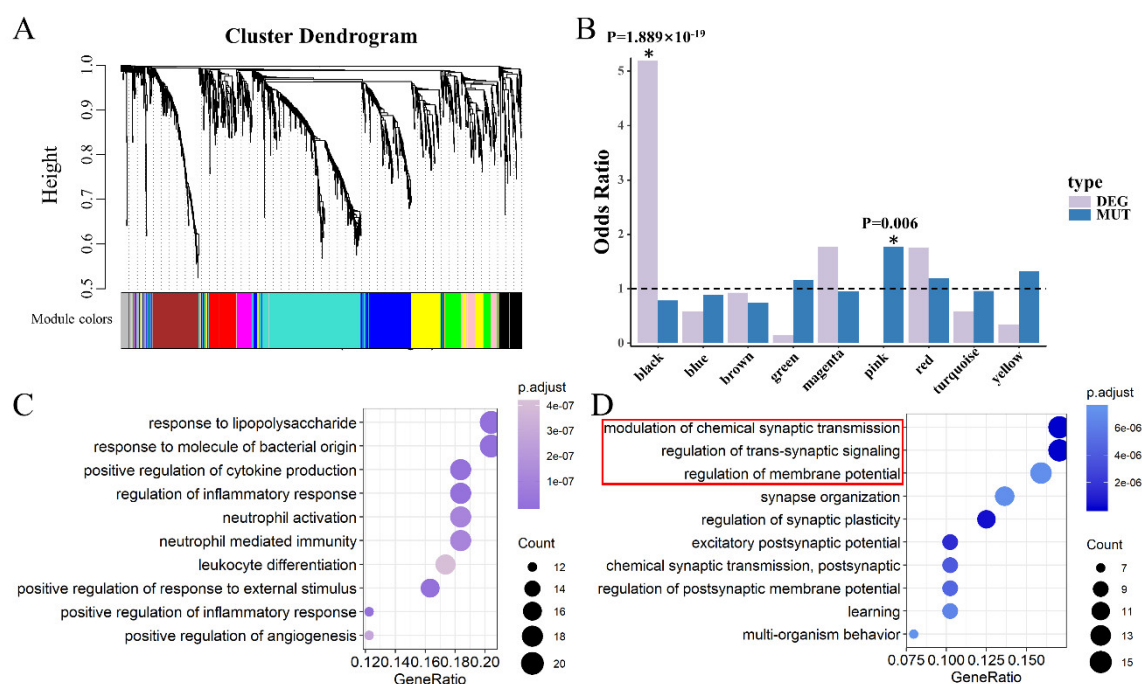 A
Cluster Dendrogram
Height
1.0
0.9
0.8
0.7
0.6
0.5
Module colors
B
P=1.889×10-19
*
P=0.006
*
Odds Ratio
5
4
3
2
1
0
black
blue
brown
green
magenta
pink
red
turquoise
yellow
type
DEG
MUT
C
response to lipopolysaccharide
response to molecule of bacterial origin
positive regulation of cytokine production
regulation of inflammatory response
neutrophil activation
neutrophil mediated immunity
leukocyte differentiation
positive regulation of response to external stimulus
positive regulation of inflammatory response
positive regulation of angiogenesis
0.120.140.160.180.20
GeneRatio
p.adjust
4e-07
3e-07
2e-07
1e-07
Count
12
14
16
18
20
D
modulation of chemical synaptic transmission
regulation of trans-synaptic signaling
regulation of membrane potential
synapse organization
regulation of synaptic plasticity
excitatory postsynaptic potential
chemical synaptic transmission, postsynaptic
regulation of postsynaptic membrane potential
learning
multi-organism behavior
0.075 0.100 0.125 0.150
GeneRatio
p.adjust
6e-06
4e-06
2e-06
Count
7
9
11
13
15